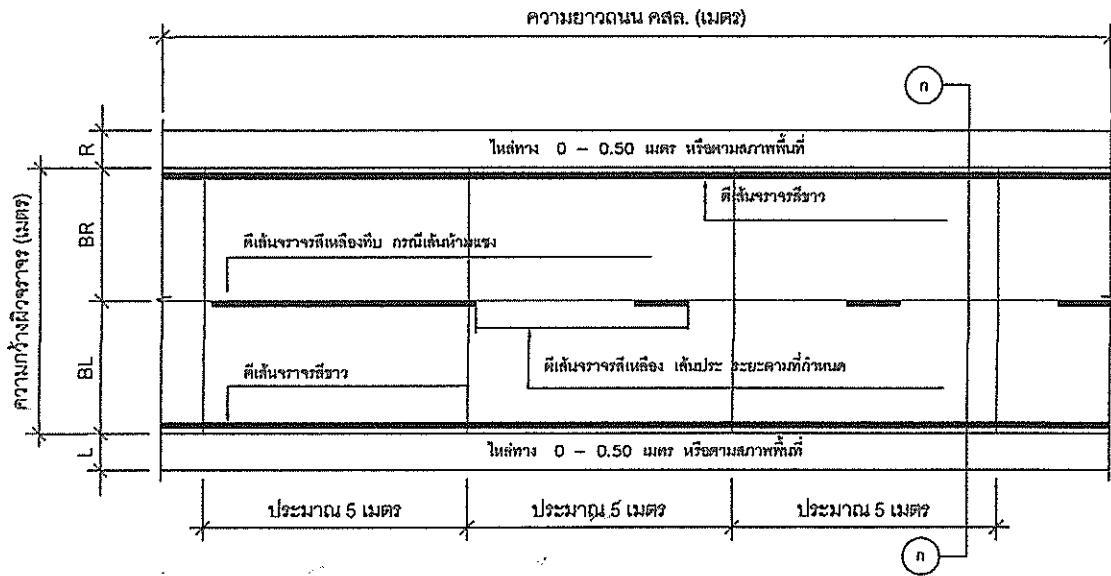 ความยาวถนน คสล. (เมตร)
ก
R
ไหล่ทาง 0 - 0.50 เมตร หรือตามสภาพพื้นที่
ตีเส้นจราจรสีขาว
ความกว้างผิวจราจร (เมตร)
BR
ตีเส้นจราจรสีเหลืองทึบ กรณีเส้นห้ามแซง
BL
ตีเส้นจราจรสีเหลือง เส้นประ ระยะตามที่กำหนด
ตีเส้นจราจรสีขาว
L
ไหล่ทาง 0 - 0.50 เมตร หรือตามสภาพพื้นที่
ประมาณ 5 เมตร
ประมาณ 5 เมตร
ประมาณ 5 เมตร
ก